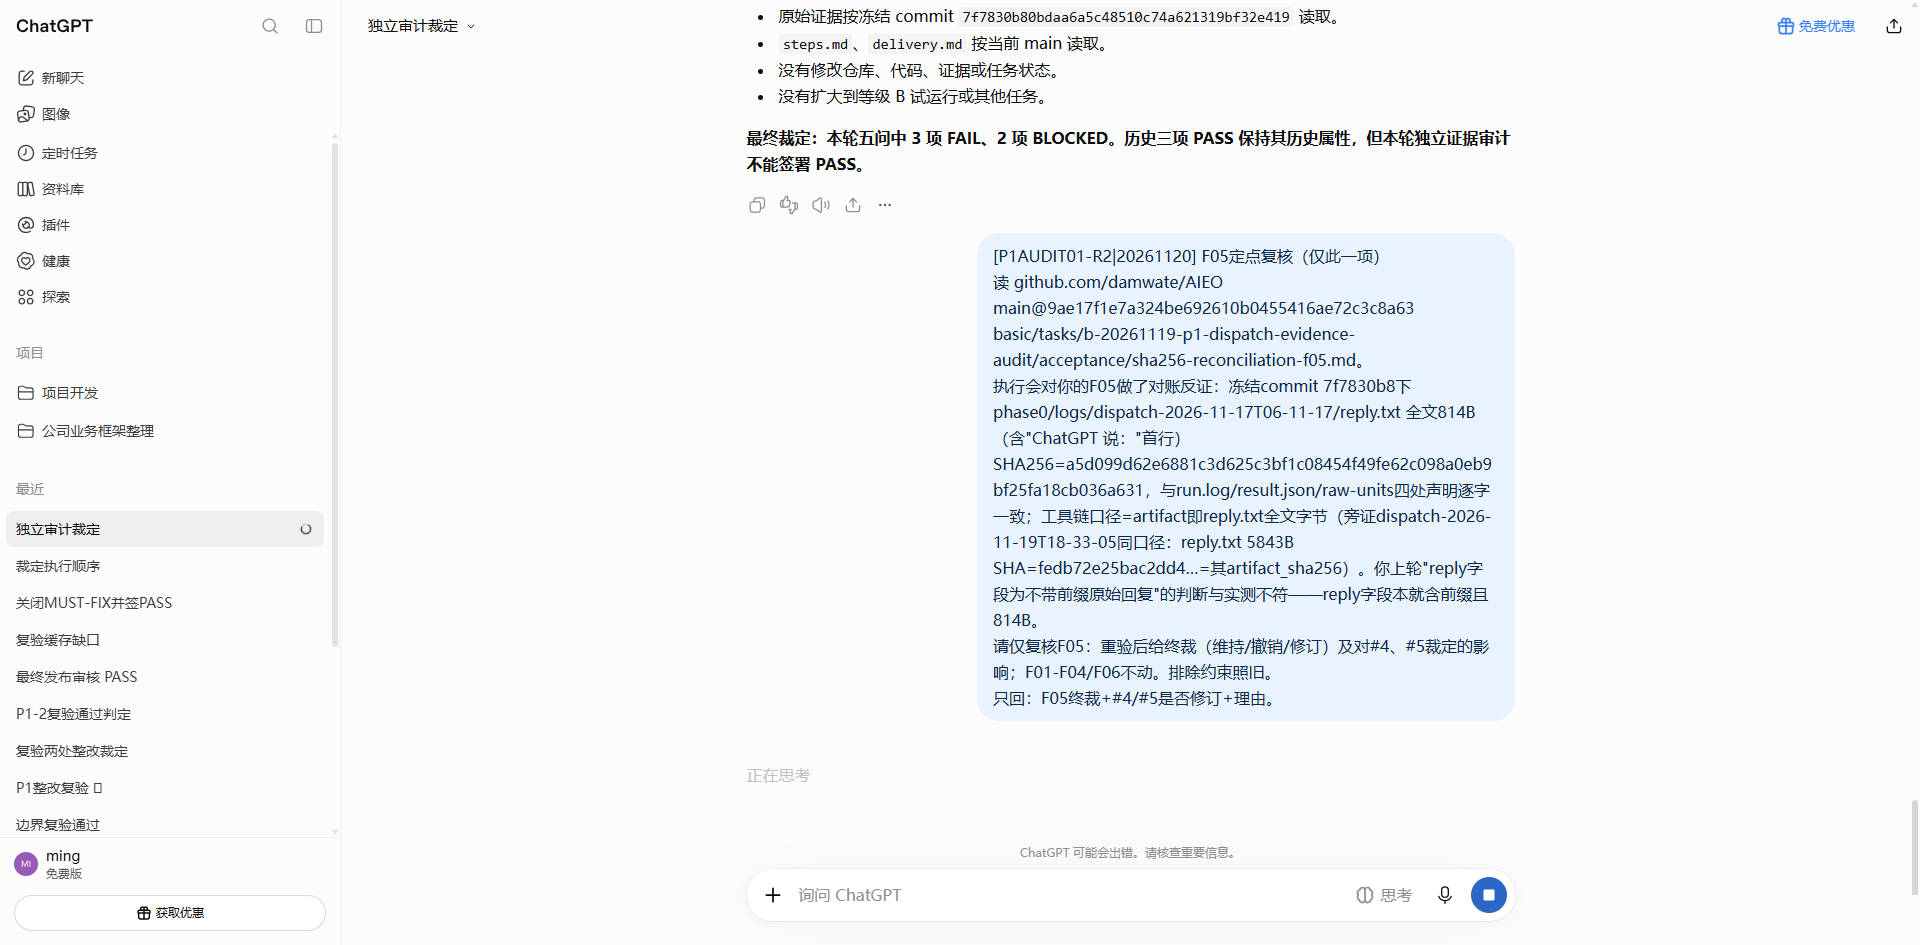 ChatGPT
新聊天
图像
定时任务
资料库
插件
健康
探索
项目
项目开发
公司业务框架整理
最近
独立审计裁定
裁定执行顺序
关闭MUST-FIX并签PASS
复验缓存缺口
最终发布审核 PASS
P1-2复验通过判定
复验两处整改裁定
P1整改复验
边界复验通过
MI
ming
免费版
获取优惠
独立审计裁定
免费优惠
原始证据按冻结 commit 7f7830b80bdaa6a5c48510c74a621319bf32e419 读取。
steps.md、delivery.md 按当前 main 读取。
没有修改仓库、代码、证据或任务状态。
没有扩大到等级 B 试运行或其他任务。
最终裁定：本轮五问中 3 项 FAIL、2 项 BLOCKED。历史三项 PASS 保持其历史属性，但本轮独立证据审计
不能签署 PASS。
[P1AUDIT01-R2|20261120] F05定点复核（仅此一项）
读 github.com/damwate/AIEO
main@9ae17f1e7a324be692610b0455416ae72c3c8a63
basic/tasks/b-20261119-p1-dispatch-evidence-
audit/acceptance/sha256-reconciliation-f05.md。
执行会对你的F05做了对账反证：冻结commit 7f7830b8下
phase0/logs/dispatch-2026-11-17T06-11-17/reply.txt 全文814B
（含"ChatGPT 说："首行）
SHA256=a5d099d62e6881c3d625c3bf1c08454f49fe62c098a0eb9
bf25fa18cb036a631，与run.log/result.json/raw-units四处声明逐字
一致；工具链口径=artifact即reply.txt全文字节（旁证dispatch-2026-
11-19T18-33-05同口径：reply.txt 5843B
SHA=fedb72e25bac2dd4...=其artifact_sha256）。你上轮"reply字
段为不带前缀原始回复"的判断与实测不符——reply字段本就含前缀且
814B。
请仅复核F05：重验后给终裁（维持/撤销/修订）及对#4、#5裁定的影
响；F01-F04/F06不动。排除约束照旧。
只回：F05终裁+#4/#5是否修订+理由。
正在思考
ChatGPT 可能会出错。请核查重要信息。
询问 ChatGPT
思考